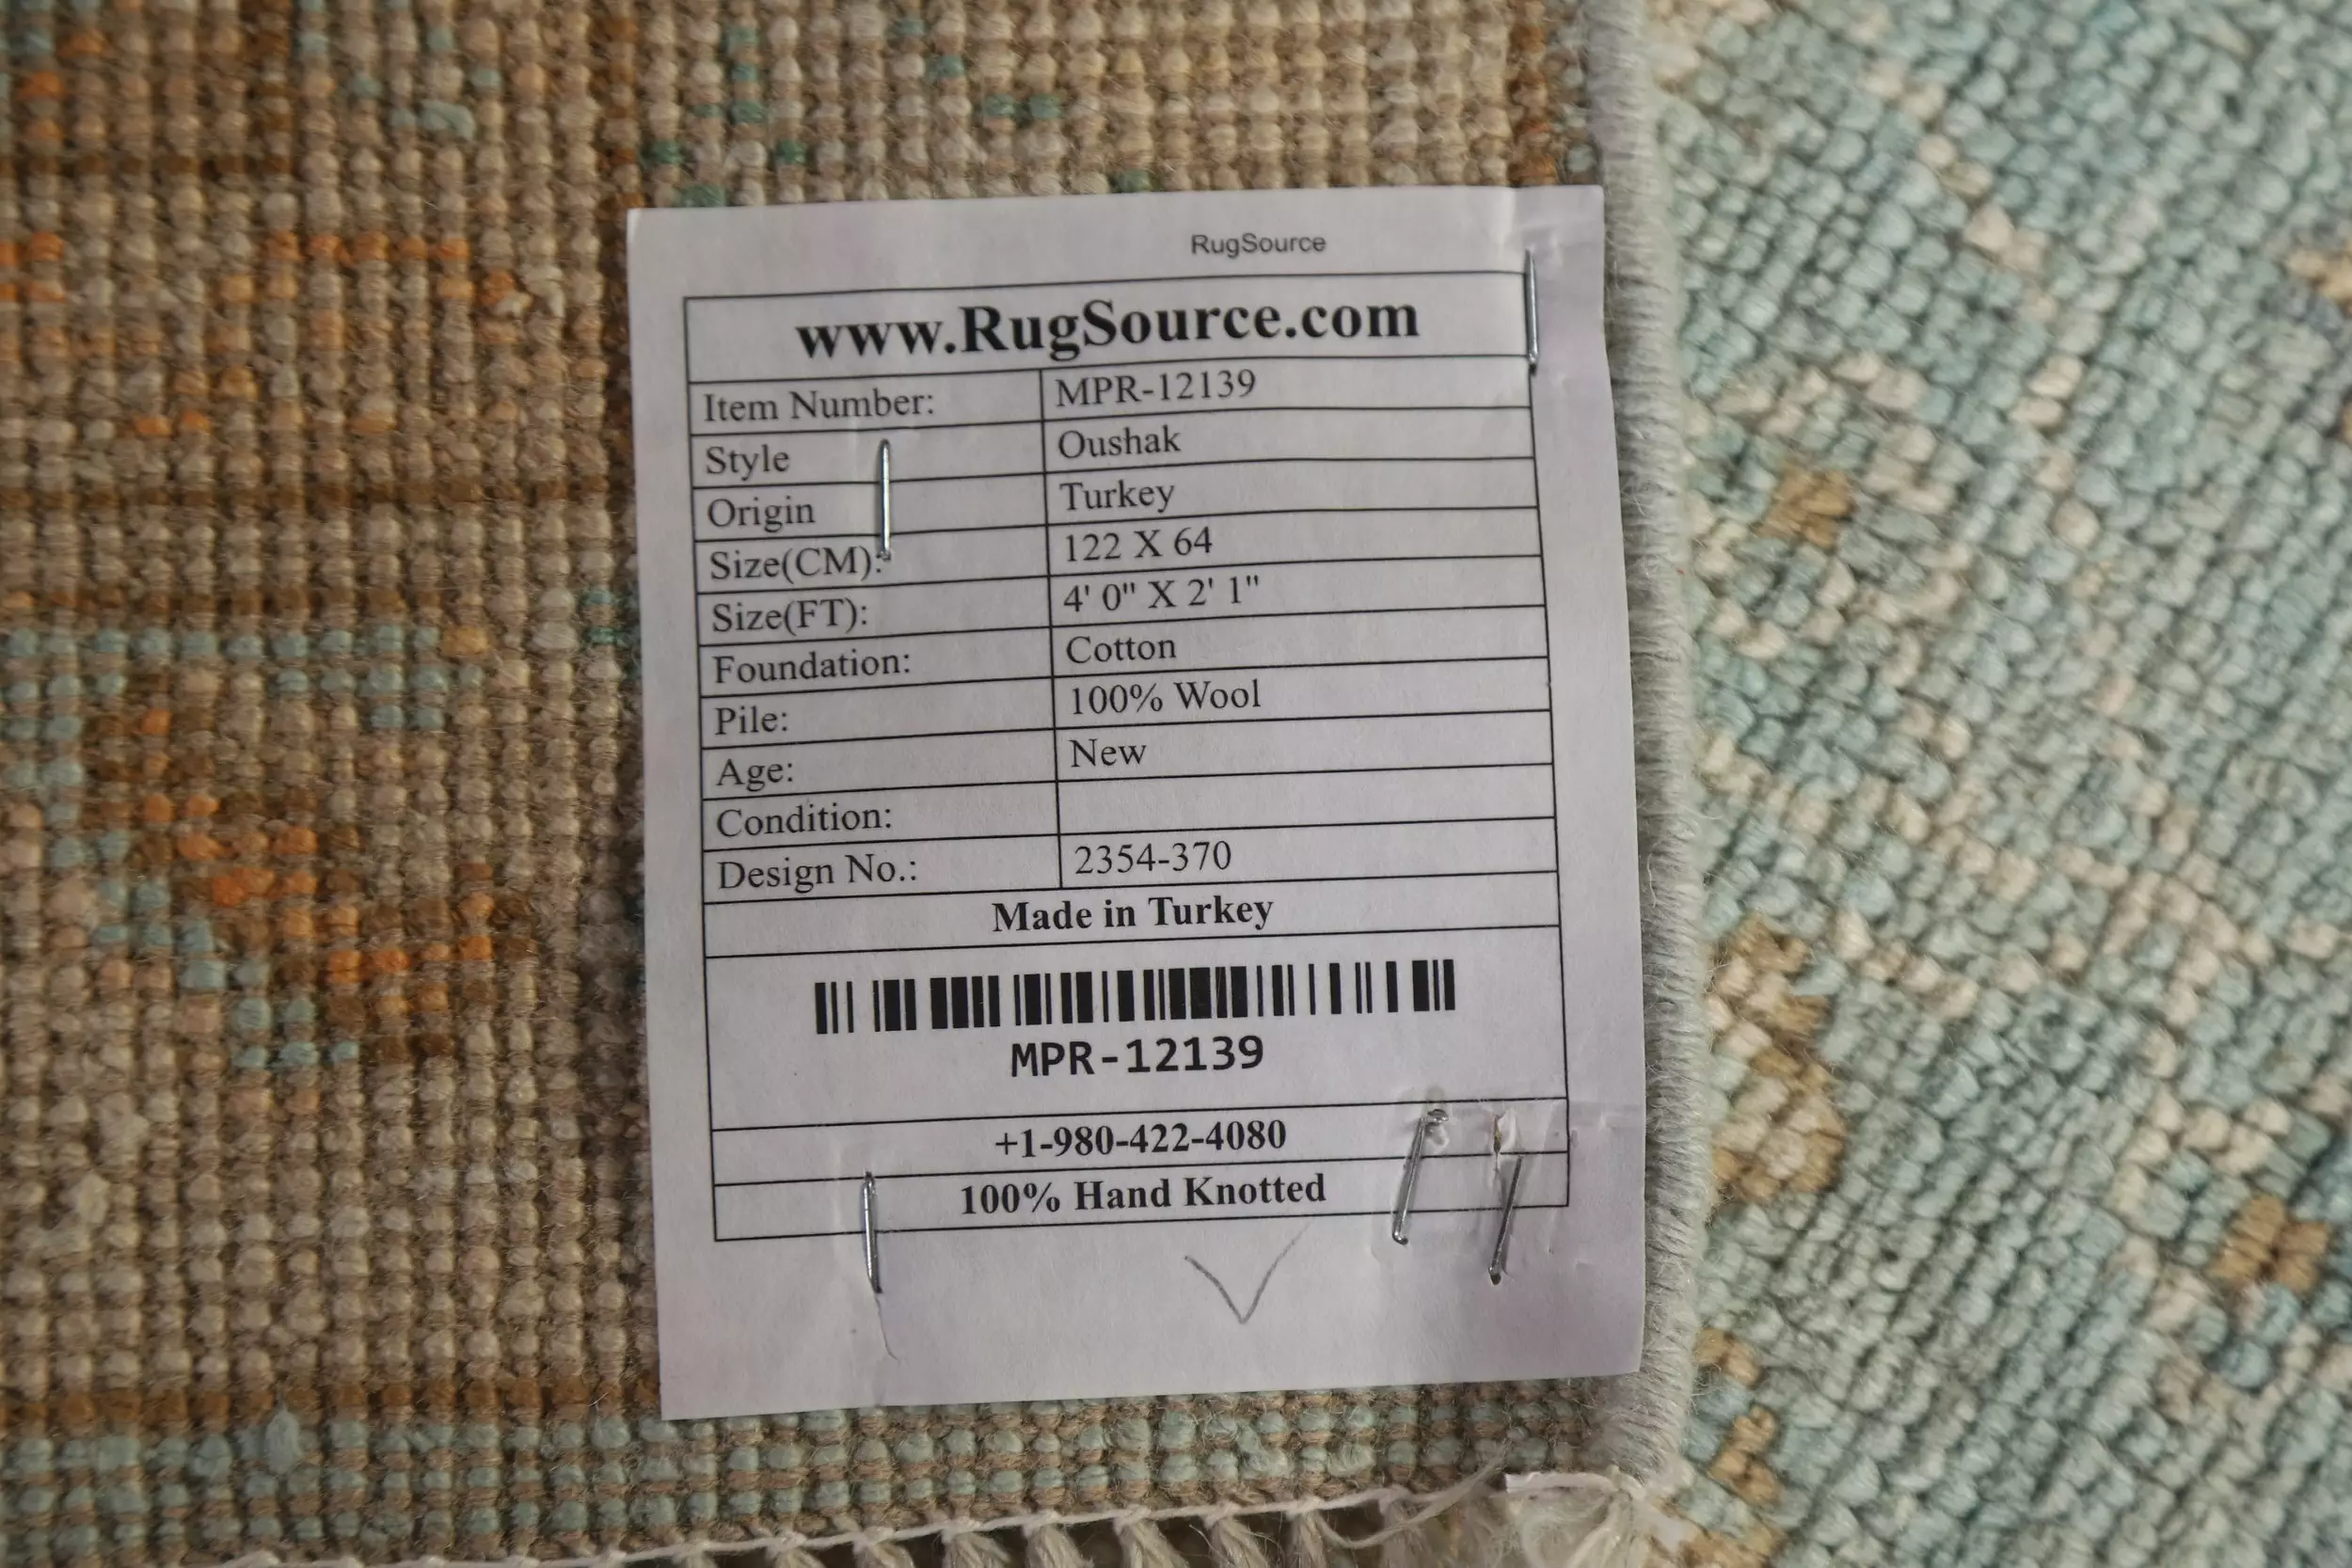 RugSource
www.RugSource.com
Item Number: MPR-12139
Style Oushak
Origin Turkey
Size(CM): 122 X 64
Size(FT): 4' 0" X 2' 1"
Foundation: Cotton
Pile: 100% Wool
Age: New
Condition:
Design No.: 2354-370
Made in Turkey
MPR-12139
+1-980-422-4080
100% Hand Knotted